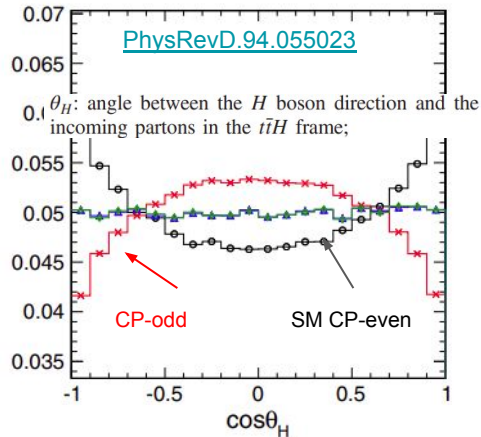 0.07
PhysRevD.94.055023
0.065
θ_H: angle between the H boson direction and the
incoming partons in the tt̄H frame;
0.055
0.05
0.045
CP-odd
SM CP-even
0.04
0.035
-1 -0.5 0 0.5 1
cosθ_H